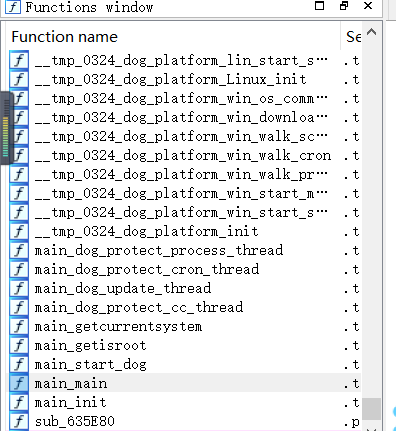 Functions window
Function name Se
__tmp_0324_dog_platform_lin_start_s… .t
__tmp_0324_dog_platform_Linux_init .t
__tmp_0324_dog_platform_win_os_comm… .t
__tmp_0324_dog_platform_win_downloa… .t
__tmp_0324_dog_platform_win_walk_sc… .t
__tmp_0324_dog_platform_win_walk_cron .t
__tmp_0324_dog_platform_win_walk_pr… .t
__tmp_0324_dog_platform_win_start_m… .t
__tmp_0324_dog_platform_win_start_s… .t
__tmp_0324_dog_platform_init .t
main_dog_protect_process_thread .t
main_dog_protect_cron_thread .t
main_dog_update_thread .t
main_dog_protect_cc_thread .t
main_getcurrentsystem .t
main_getisroot .t
main_start_dog .t
main_main .t
main_init .t
sub_635E80 .p